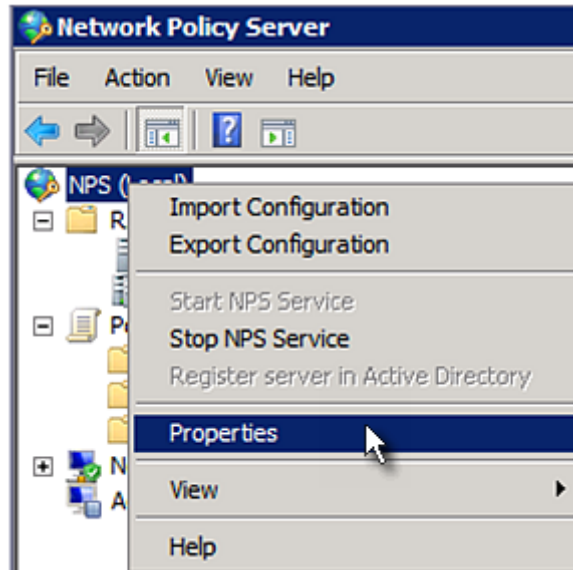 Network Policy Server
File Action View Help
NPS (Local)
R
Import Configuration
Export Configuration
Start NPS Service
P
Stop NPS Service
Register server in Active Directory
Properties
N
View
A
Help